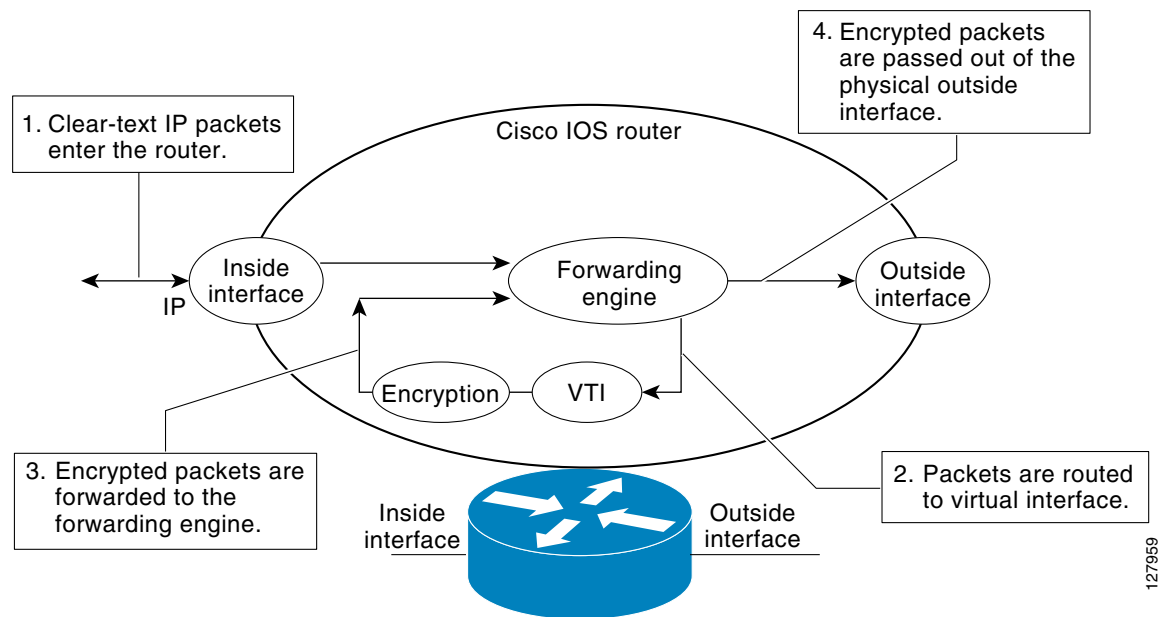 1. Clear-text IP packets
enter the router.
4. Encrypted packets
are passed out of the
physical outside
interface.
Cisco IOS router
Inside
interface
IP
Forwarding
engine
Outside
interface
Encryption
VTI
3. Encrypted packets are
forwarded to the
forwarding engine.
2. Packets are routed
to virtual interface.
Inside
interface
Outside
interface
127959